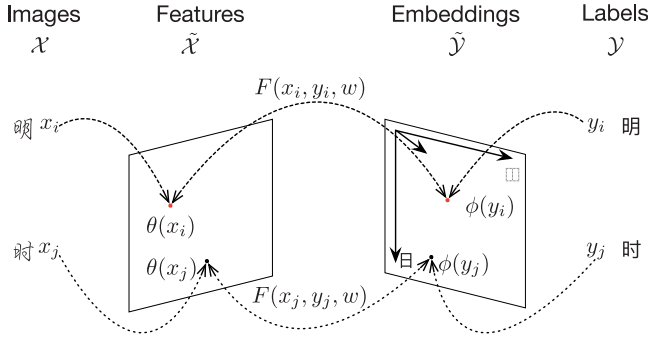 Images Features Embeddings Labels
𝒳 𝒳̃ 𝒴̃ 𝒴
F(x_i, y_i, w)
明 x_i y_i 明
⿰
θ(x_i) ϕ(y_i)
时 x_j θ(x_j) 日 ϕ(y_j) y_j 时
F(x_j, y_j, w)